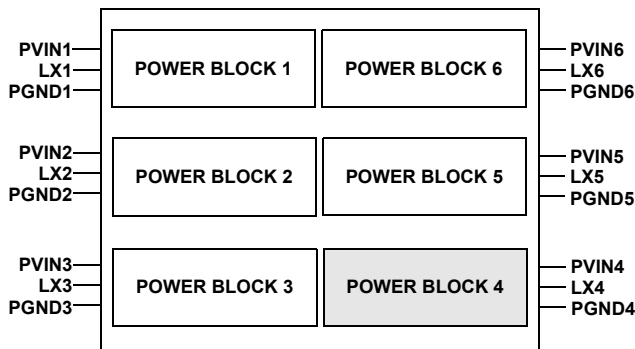 PVIN1
LX1
PGND1
POWER BLOCK 1
POWER BLOCK 6
PVIN6
LX6
PGND6
PVIN2
LX2
PGND2
POWER BLOCK 2
POWER BLOCK 5
PVIN5
LX5
PGND5
PVIN3
LX3
PGND3
POWER BLOCK 3
POWER BLOCK 4
PVIN4
LX4
PGND4